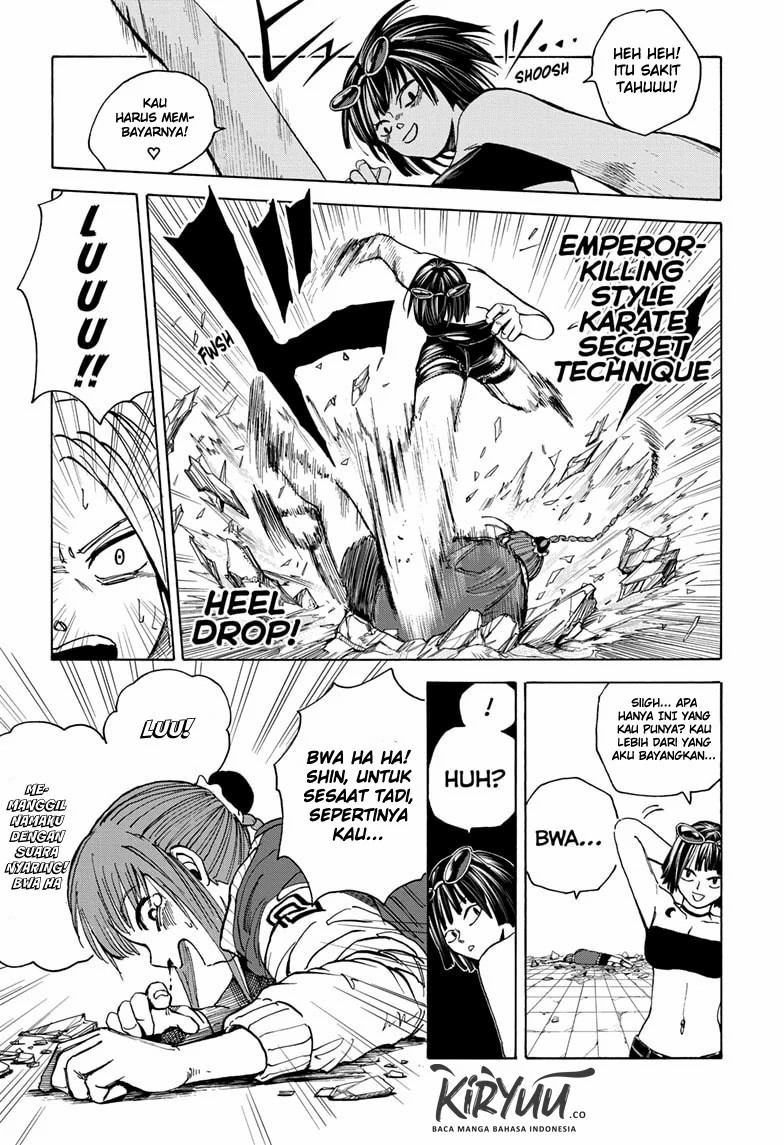 HEH HEH!
ITU SAKIT
TAHUUU!
SHOOSH
KAU
HARUS MEM-
BAYARNYA!
♡
EMPEROR-
KILLING
STYLE
KARATE
SECRET
TECHNIQUE
FWSH
HEEL
DROP!
LUUU!!
SIIGH... APA
HANYA INI YANG
KAU PUNYA? KAU
LEBIH DARI YANG
AKU BAYANGKAN...
BWA...
!
HUH?
BWA HA HA!
SHIN, UNTUK
SESAAT TADI,
SEPERTINYA
KAU...
LUU!
ME-
MANGGIL
NAMAKU
DENGAN
SUARA
NYARING!
BWA HA
KIRYUU.CO
BACA MANGA BAHASA INDONESIA